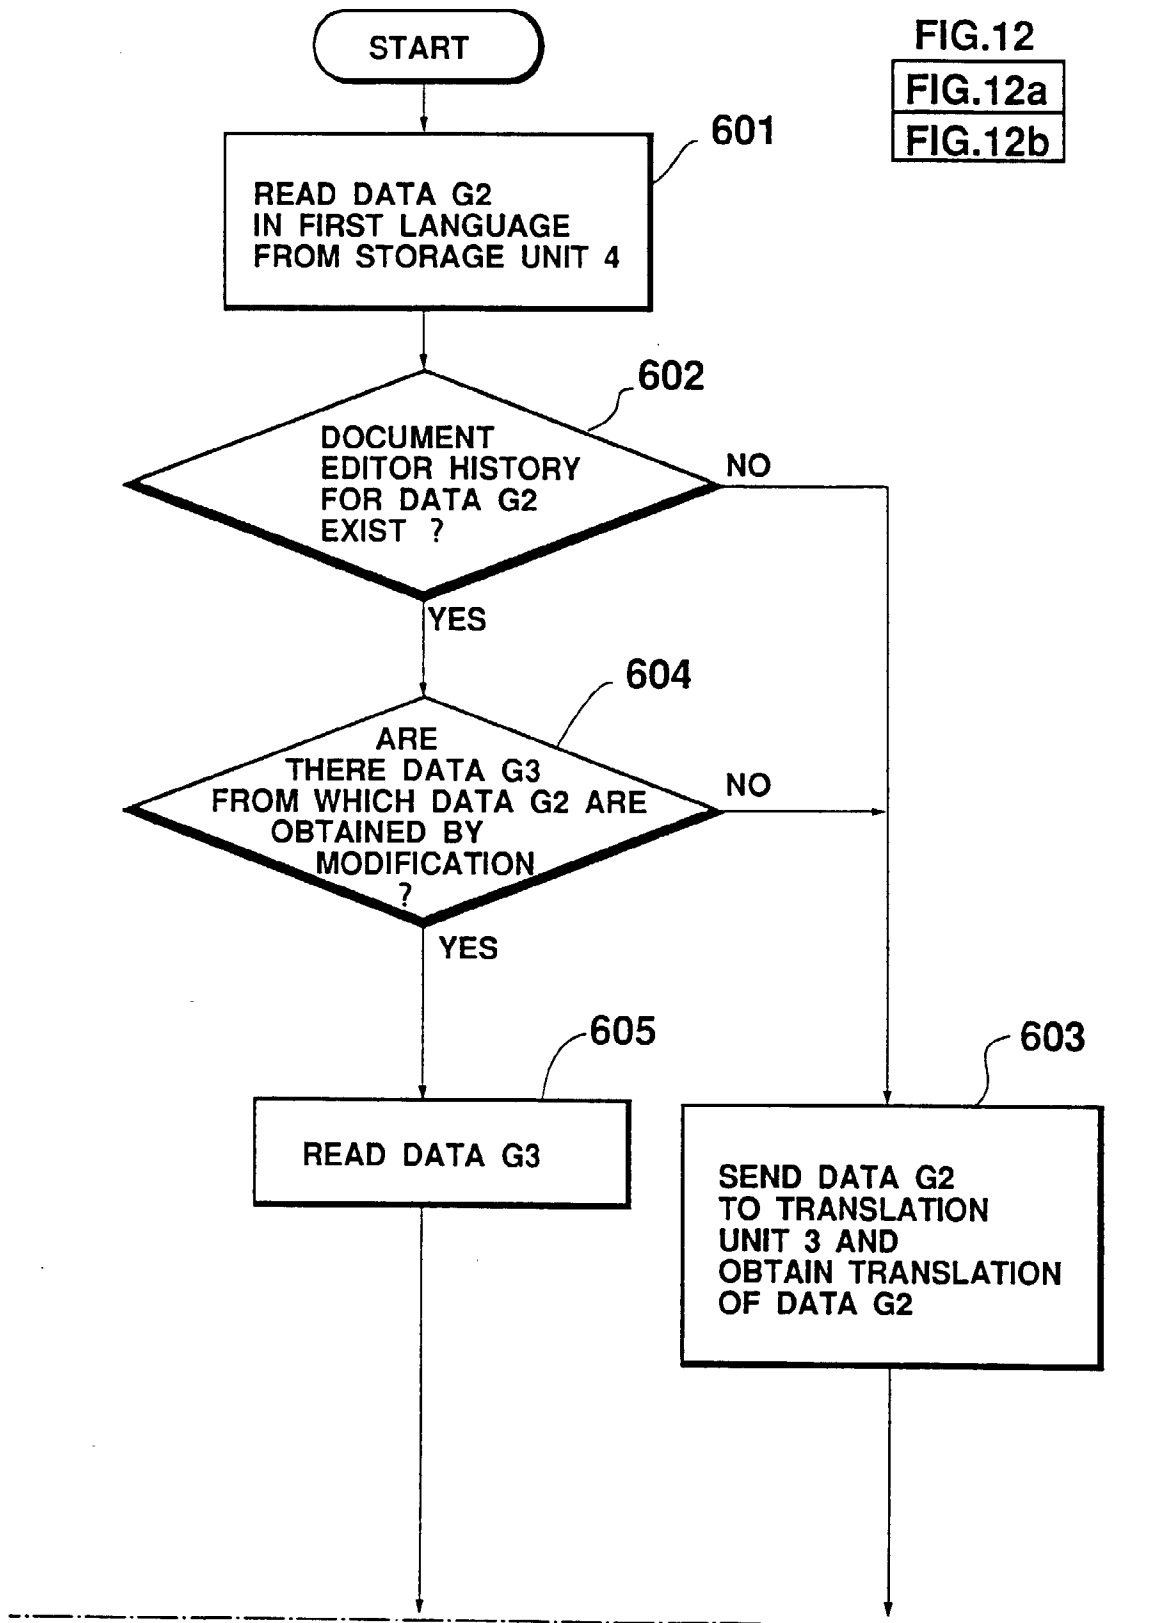 START
FIG.12
FIG.12a
FIG.12b
601
READ DATA G2
IN FIRST LANGUAGE
FROM STORAGE UNIT 4
602
DOCUMENT
EDITOR HISTORY
FOR DATA G2
EXIST ?
NO
YES
604
ARE
THERE DATA G3
FROM WHICH DATA G2 ARE
OBTAINED BY
MODIFICATION
?
NO
YES
605
READ DATA G3
603
SEND DATA G2
TO TRANSLATION
UNIT 3 AND
OBTAIN TRANSLATION
OF DATA G2